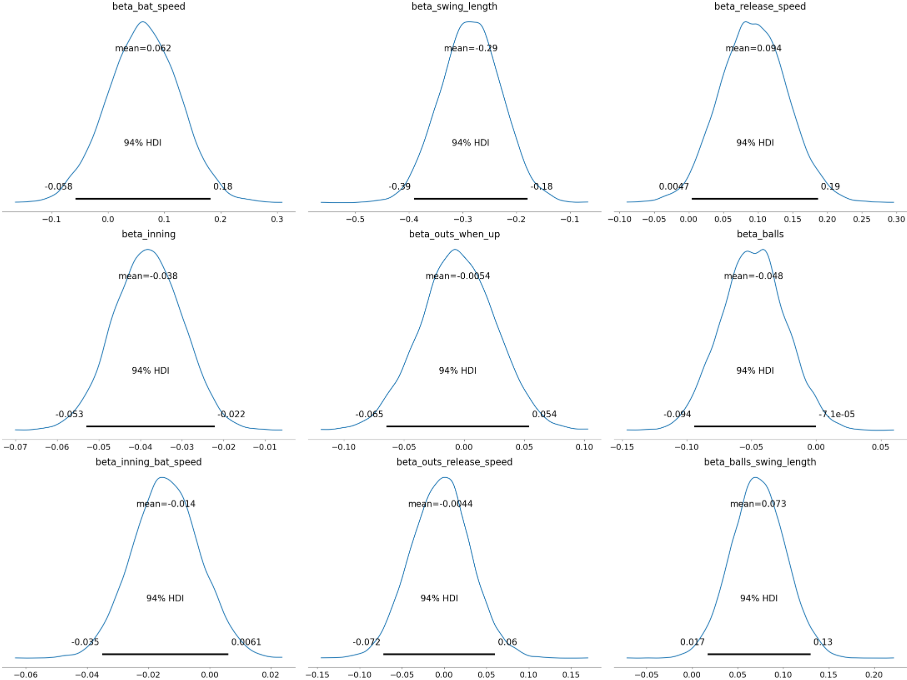 beta_bat_speed beta_swing_length beta_release_speed
mean=0.062 mean=-0.29 mean=0.094
94% HDI 94% HDI 94% HDI
-0.058 0.18 -0.39 -0.18 0.0047 0.19
−0.1 0.0 0.1 0.2 0.3 −0.5 −0.4 −0.3 −0.2 −0.1 −0.10 −0.05 0.00 0.05 0.10 0.15 0.20 0.25 0.30
beta_inning beta_outs_when_up beta_balls
mean=-0.038 mean=-0.0054 mean=-0.048
94% HDI 94% HDI 94% HDI
-0.053 -0.022 -0.065 0.054 -0.094 -7.1e-05
−0.07 −0.06 −0.05 −0.04 −0.03 −0.02 −0.01 −0.10 −0.05 0.00 0.05 0.10 −0.15 −0.10 −0.05 0.00 0.05
beta_inning_bat_speed beta_outs_release_speed beta_balls_swing_length
mean=-0.014 mean=-0.0044 mean=0.073
94% HDI 94% HDI 94% HDI
-0.035 0.0061 -0.072 0.06 0.017 0.13
−0.06 −0.04 −0.02 0.00 0.02 −0.15 −0.10 −0.05 0.00 0.05 0.10 0.15 −0.05 0.00 0.05 0.10 0.15 0.20